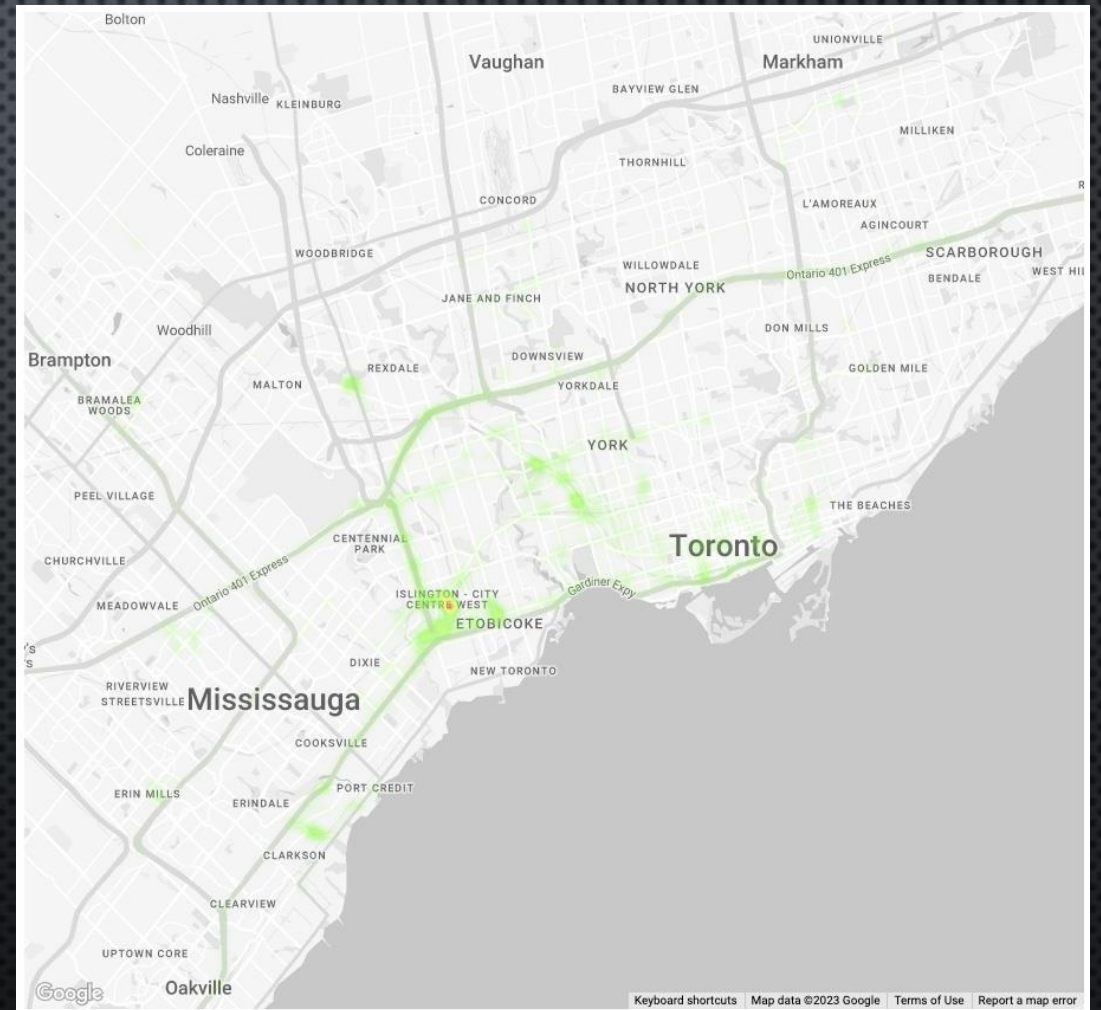 Bolton
UNIONVILLE
Vaughan
Markham
BAYVIEW GLEN
Nashville
KLEINBURG
MILLIKEN
Coleraine
THORNHILL
CONCORD
L'AMOREAUX
AGINCOURT
WOODBRIDGE
SCARBOROUGH
WILLOWDALE
Ontario 401 Express
WEST HIL
BENDALE
NORTH YORK
JANE AND FINCH
Woodhill
DON MILLS
Brampton
DOWNSVIEW
REXDALE
GOLDEN MILE
MALTON
YORKDALE
BRAMALEA
WOODS
YORK
PEEL VILLAGE
THE BEACHES
CENTENNIAL
PARK
Toronto
CHURCHVILLE
Ontario 401 Express
Gardiner Expy
ISLINGTON - CITY
CENTRE WEST
MEADOWVALE
ETOBICOKE
's
s
DIXIE
NEW TORONTO
RIVERVIEW
STREETSVILLE
Mississauga
COOKSVILLE
PORT CREDIT
ERIN MILLS
ERINDALE
CLARKSON
CLEARVIEW
UPTOWN CORE
Oakville
Google
Keyboard shortcuts
Map data ©2023 Google
Terms of Use
Report a map error